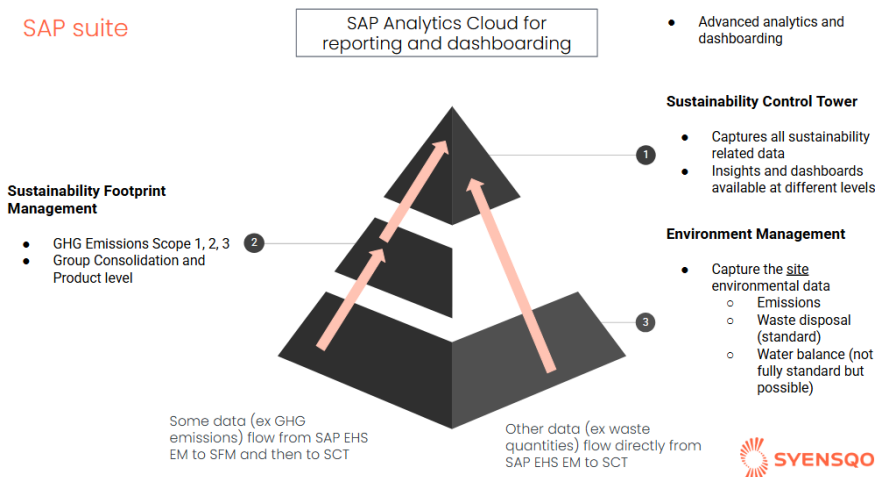 SAP suite
SAP Analytics Cloud for
reporting and dashboarding
● Advanced analytics and
dashboarding
Sustainability Control Tower
● Captures all sustainability
related data
● Insights and dashboards
available at different levels
1
Sustainability Footprint
Management
● GHG Emissions Scope 1, 2, 3
● Group Consolidation and
Product level
2
Environment Management
● Capture the site
environmental data
○ Emissions
○ Waste disposal
(standard)
○ Water balance (not
fully standard but
possible)
3
Some data (ex GHG
emissions) flow from SAP EHS
EM to SFM and then to SCT
Other data (ex waste
quantities) flow directly from
SAP EHS EM to SCT
SYENSQO